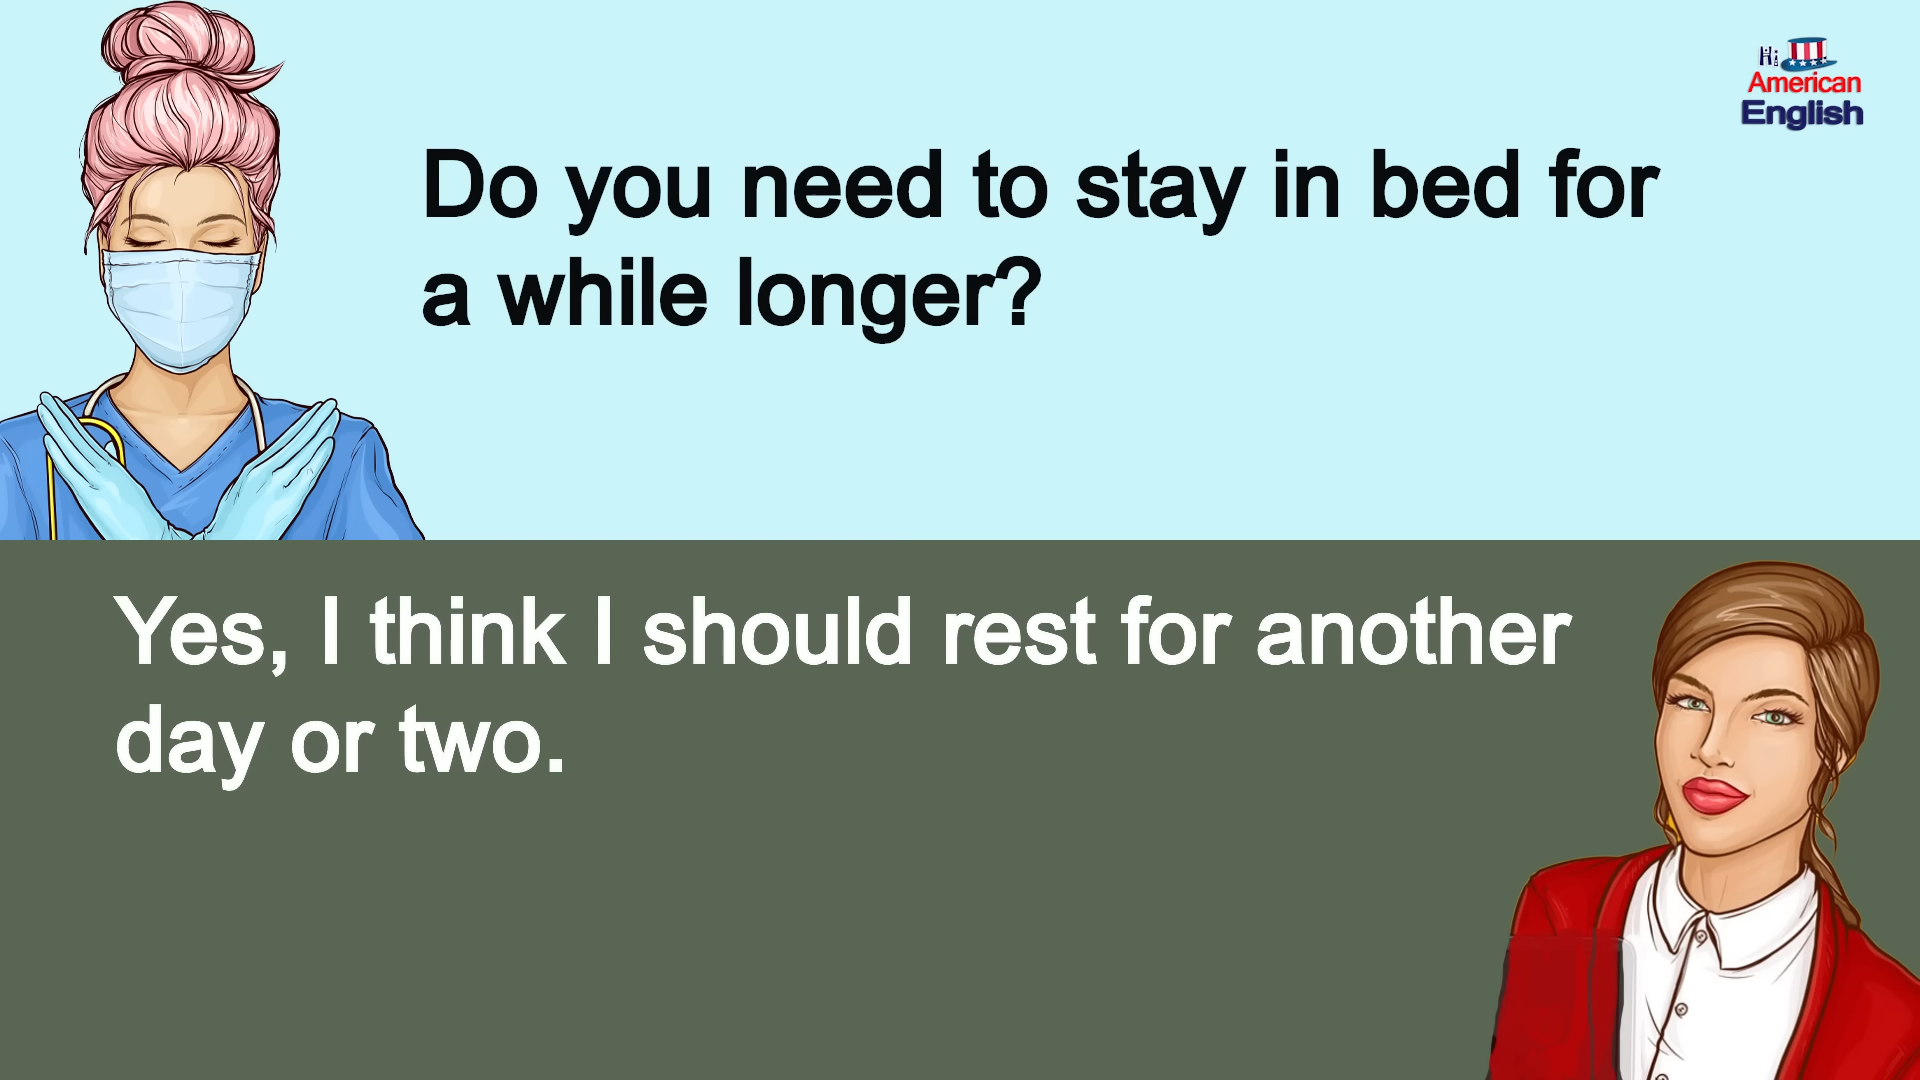 Hi
American
English
Do you need to stay in bed for
a while longer?
Yes, I think I should rest for another
day or two.